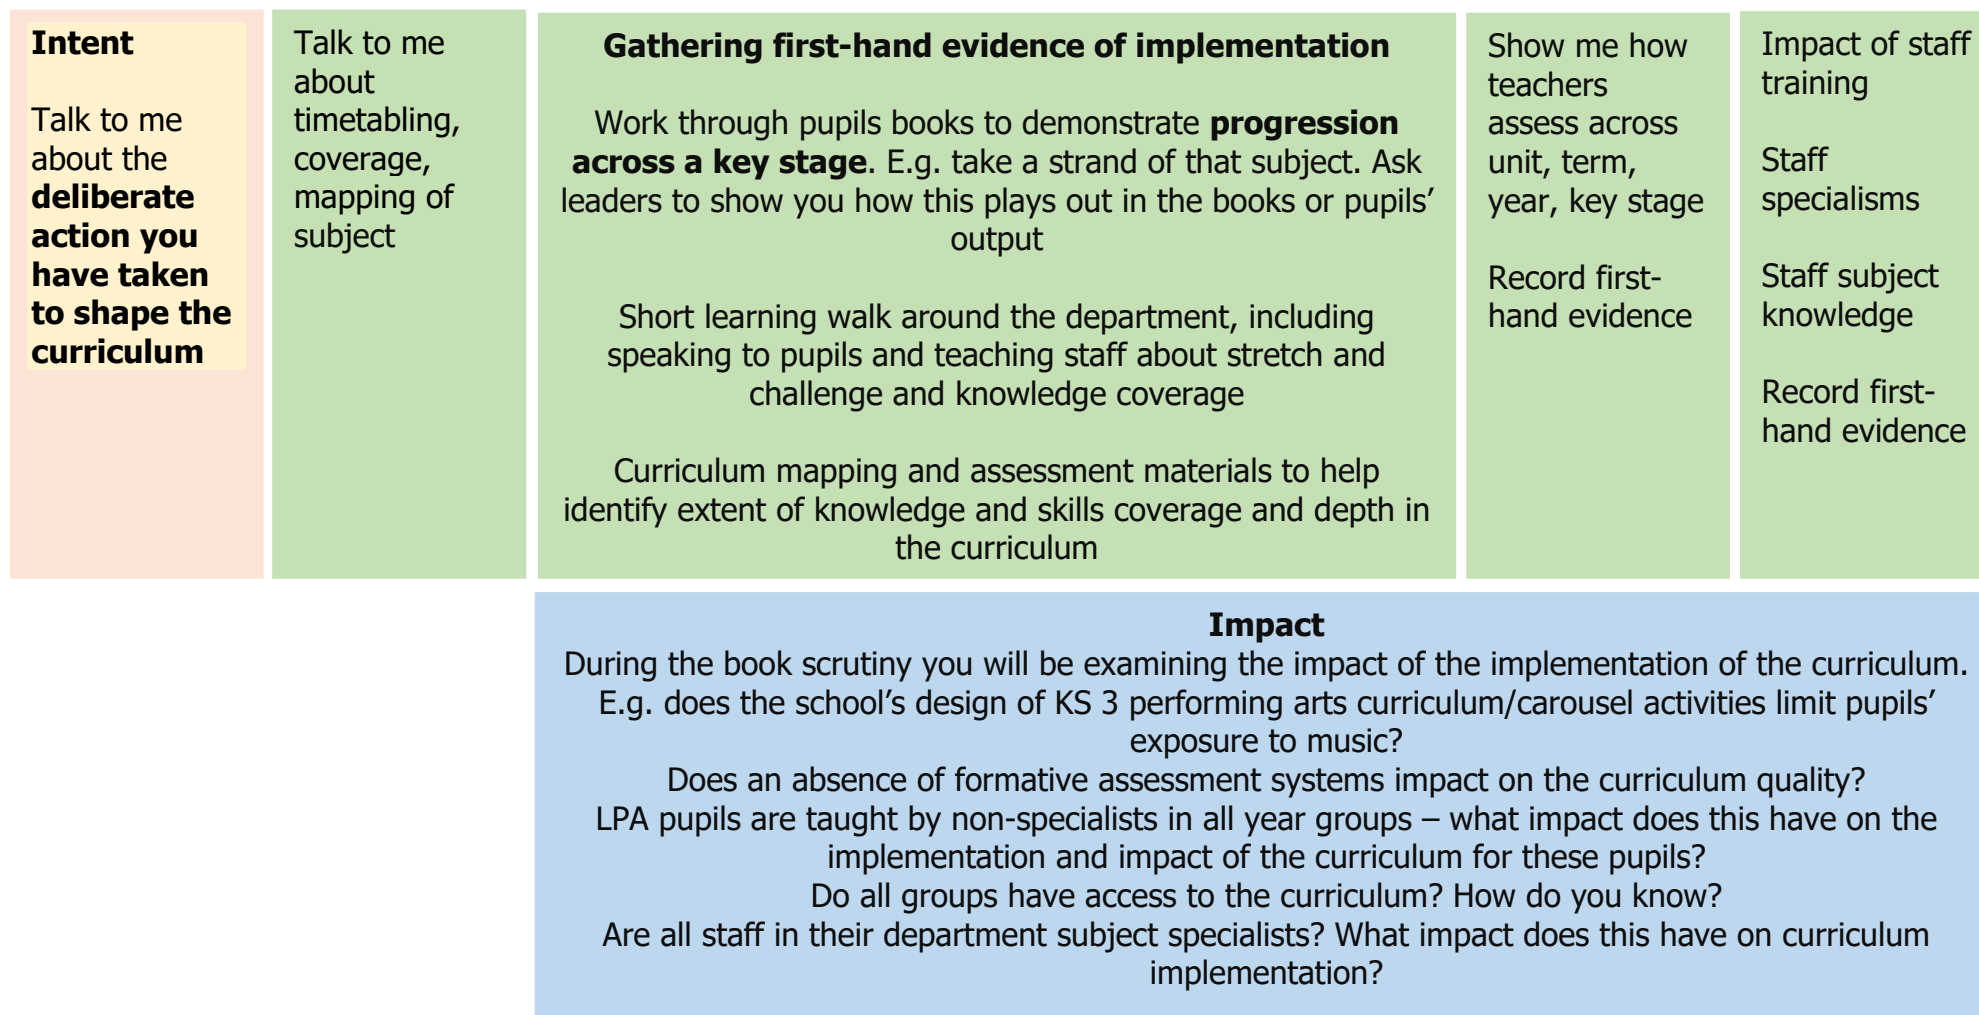 Intent
Talk to me
about the
deliberate
action you
have taken
to shape the
curriculum
Talk to me
about
timetabling,
coverage,
mapping of
subject
Gathering first-hand evidence of implementation
Work through pupils books to demonstrate progression
across a key stage. E.g. take a strand of that subject. Ask
leaders to show you how this plays out in the books or pupils’
output
Short learning walk around the department, including
speaking to pupils and teaching staff about stretch and
challenge and knowledge coverage
Curriculum mapping and assessment materials to help
identify extent of knowledge and skills coverage and depth in
the curriculum
Show me how
teachers
assess across
unit, term,
year, key stage
Record first-
hand evidence
Impact of staff
training
Staff
specialisms
Staff subject
knowledge
Record first-
hand evidence
Impact
During the book scrutiny you will be examining the impact of the implementation of the curriculum.
E.g. does the school’s design of KS 3 performing arts curriculum/carousel activities limit pupils’
exposure to music?
Does an absence of formative assessment systems impact on the curriculum quality?
LPA pupils are taught by non-specialists in all year groups – what impact does this have on the
implementation and impact of the curriculum for these pupils?
Do all groups have access to the curriculum? How do you know?
Are all staff in their department subject specialists? What impact does this have on curriculum
implementation?